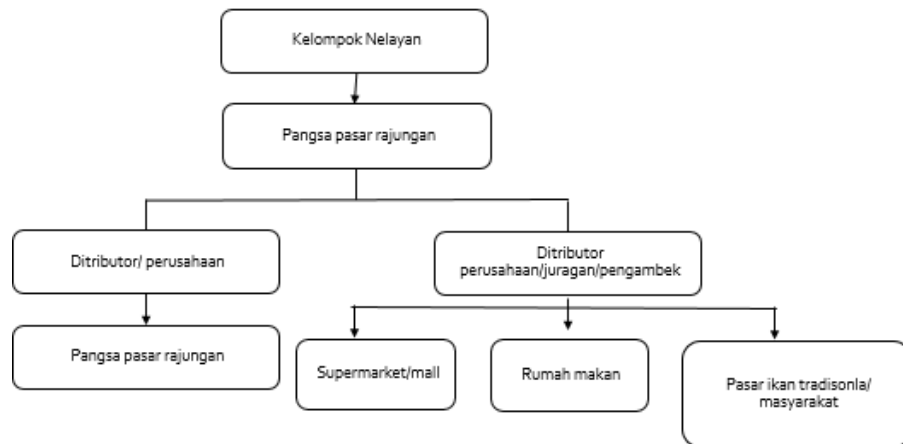 Kelompok Nelayan
Pangsa pasar rajungan
Ditributor/ perusahaan
Ditributor
perusahaan/juragan/pengambek
Pangsa pasar rajungan
Supermarket/mall
Rumah makan
Pasar ikan tradisonla/
masyarakat